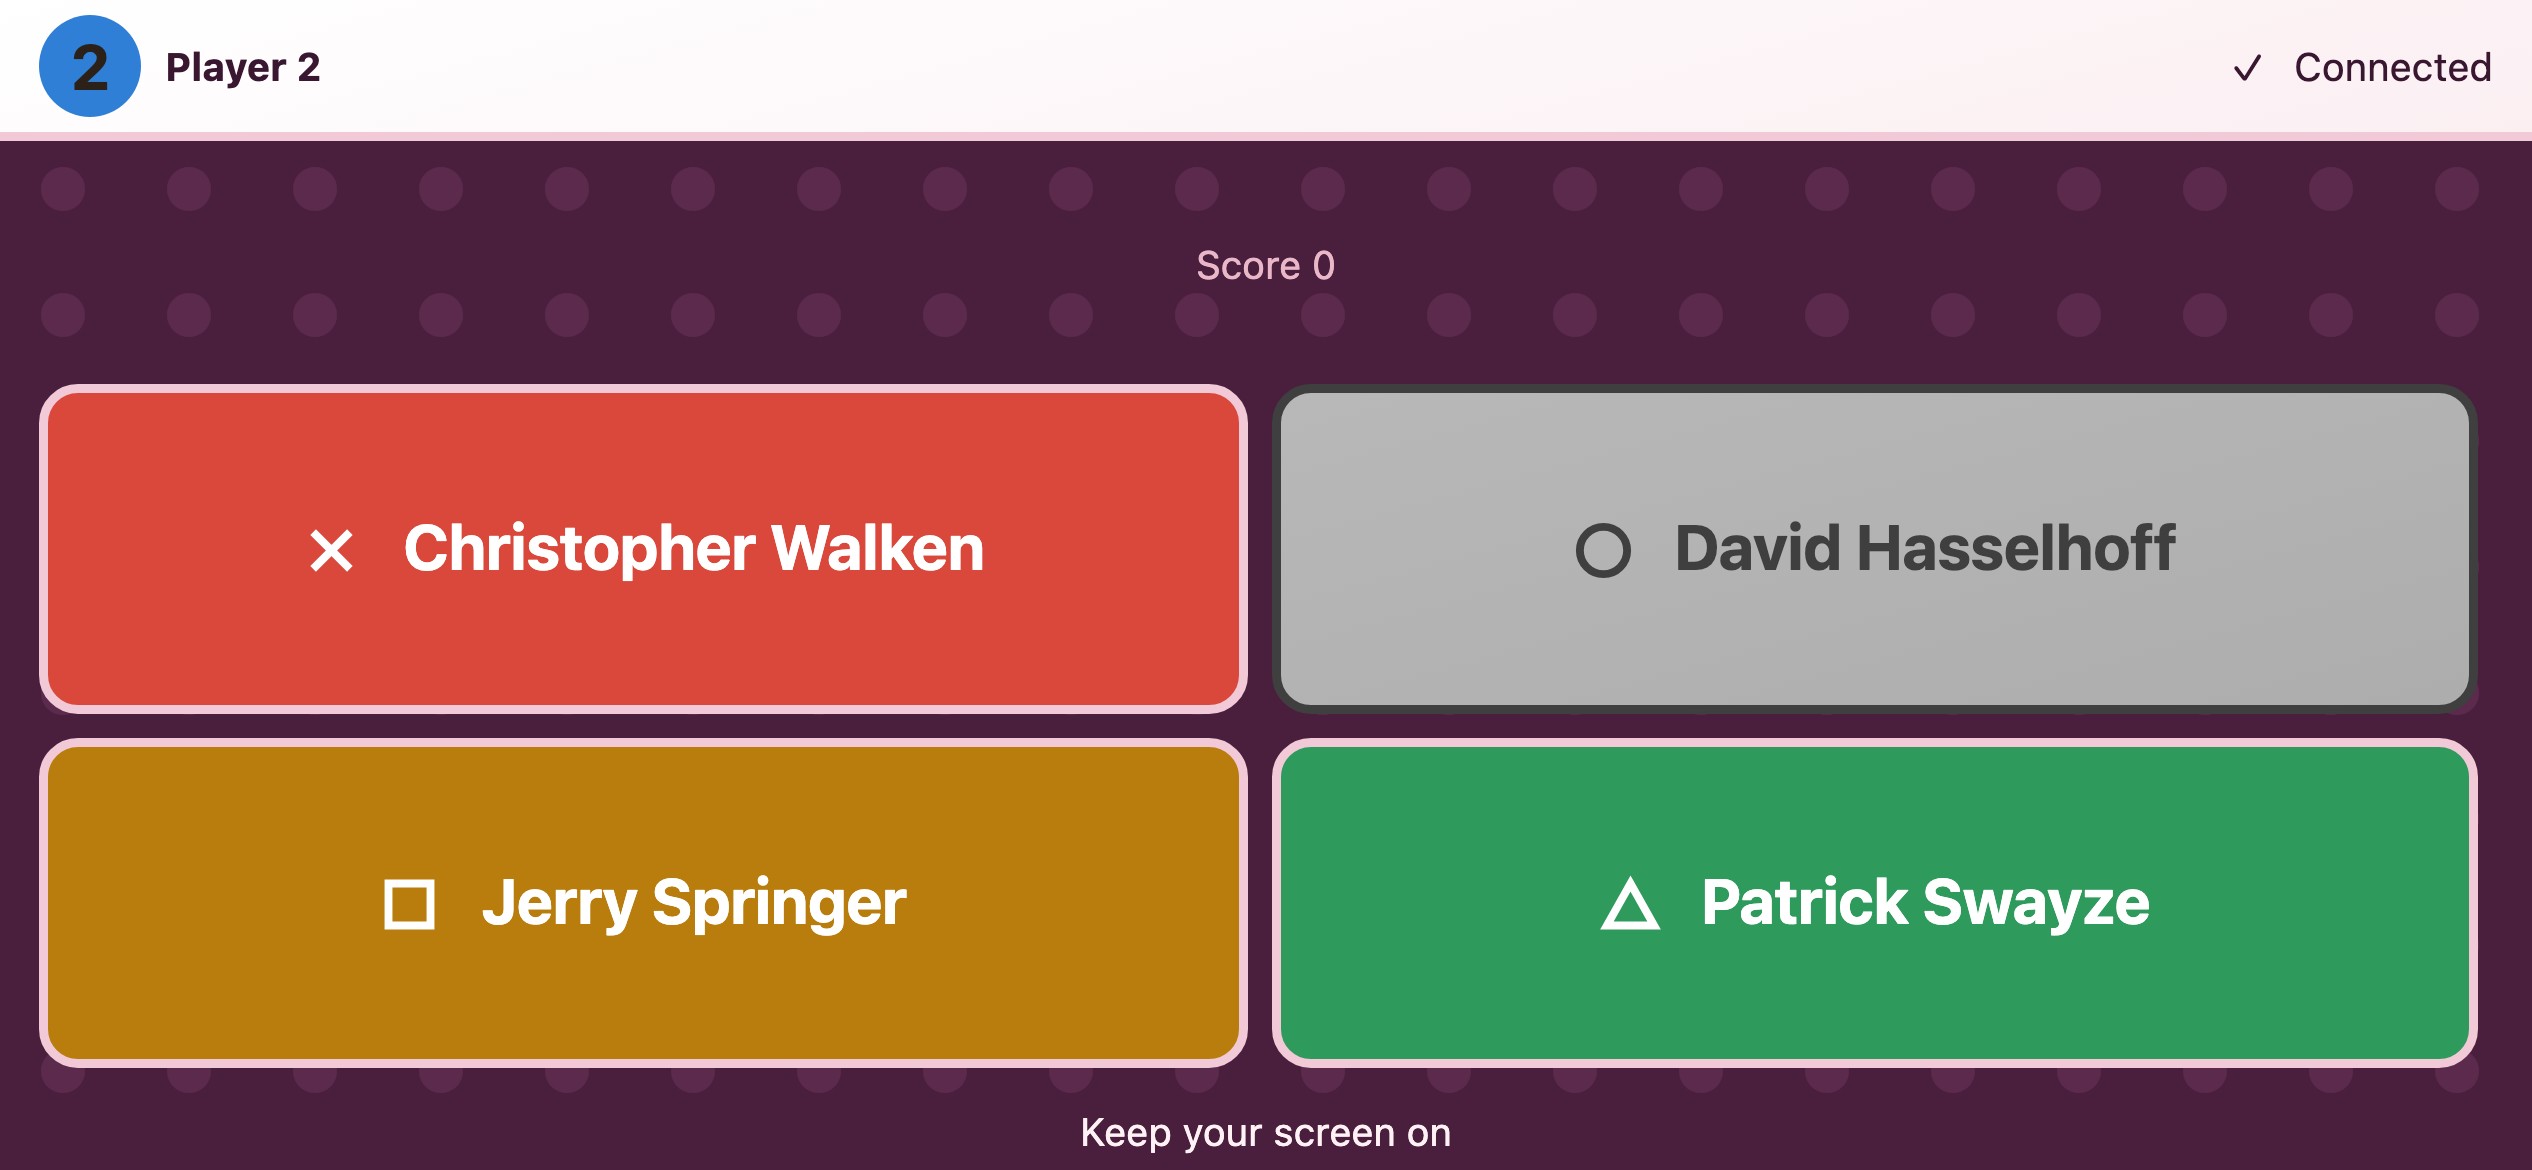 2 Player 2
✓ Connected
Score 0
Christopher Walken
David Hasselhoff
Jerry Springer
Patrick Swayze
Keep your screen on